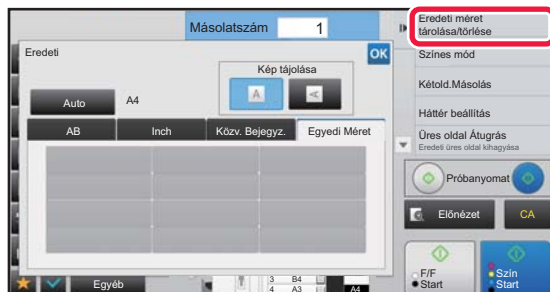 Másolatszám 1
Eredeti méret
tárolása/törlése
Eredeti
OK
Színes mód
Kép tájolása
Kétold.Másolás
A A
Auto A4
Háttér beállítás
AB Inch Közv. Bejegyz. Egyedi Méret
Üres oldal Átugrás
Eredeti üres oldal kihagyása
Próbanyomat
Előnézet CA
F/F
Start
Szín
Start
Egyéb
3 B4
4 A3
A4